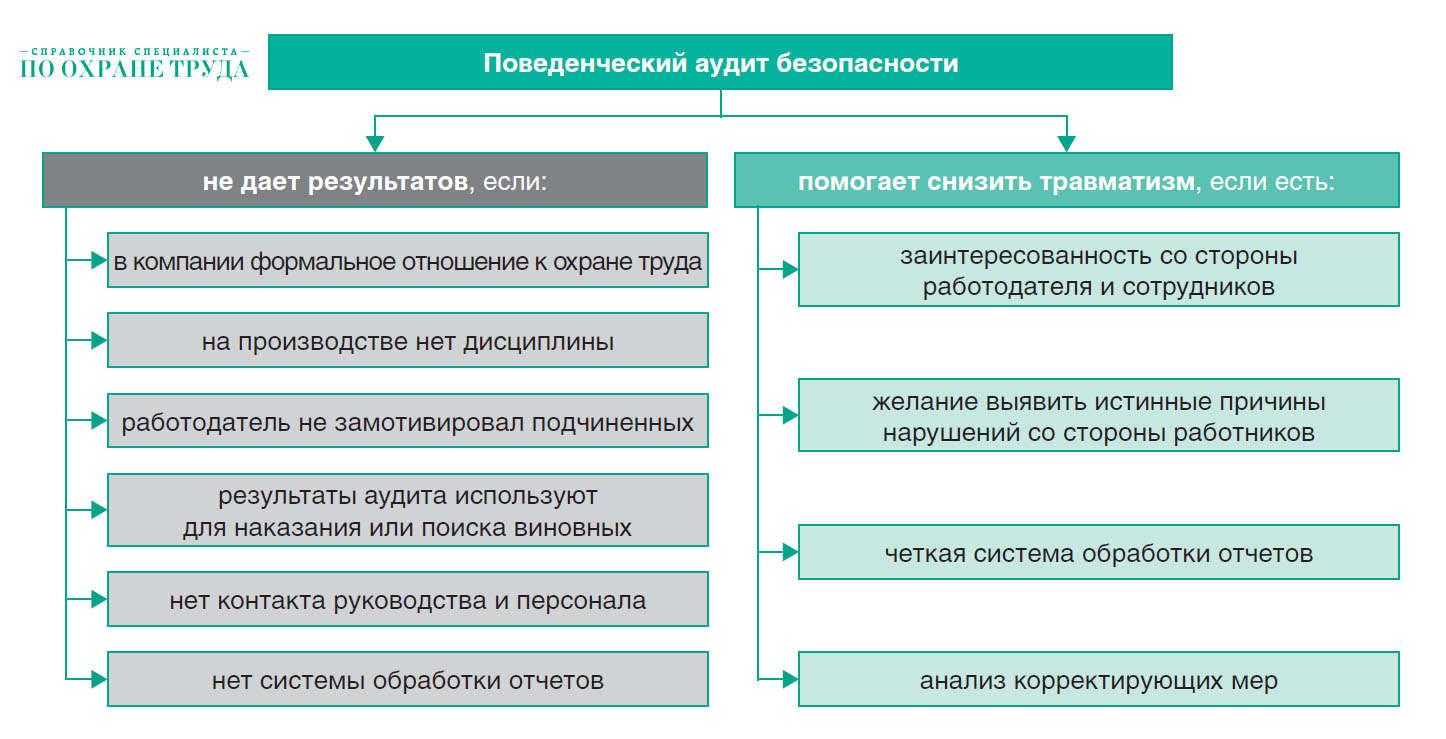 СПРАВОЧНИК СПЕЦИАЛИСТА
ПО ОХРАНЕ ТРУДА
Поведенческий аудит безопасности
не дает результатов, если:
в компании формальное отношение к охране труда
на производстве нет дисциплины
работодатель не замотивировал подчиненных
результаты аудита используют
для наказания или поиска виновных
нет контакта руководства и персонала
нет системы обработки отчетов
помогает снизить травматизм, если есть:
заинтересованность со стороны
работодателя и сотрудников
желание выявить истинные причины
нарушений со стороны работников
четкая система обработки отчетов
анализ корректирующих мер